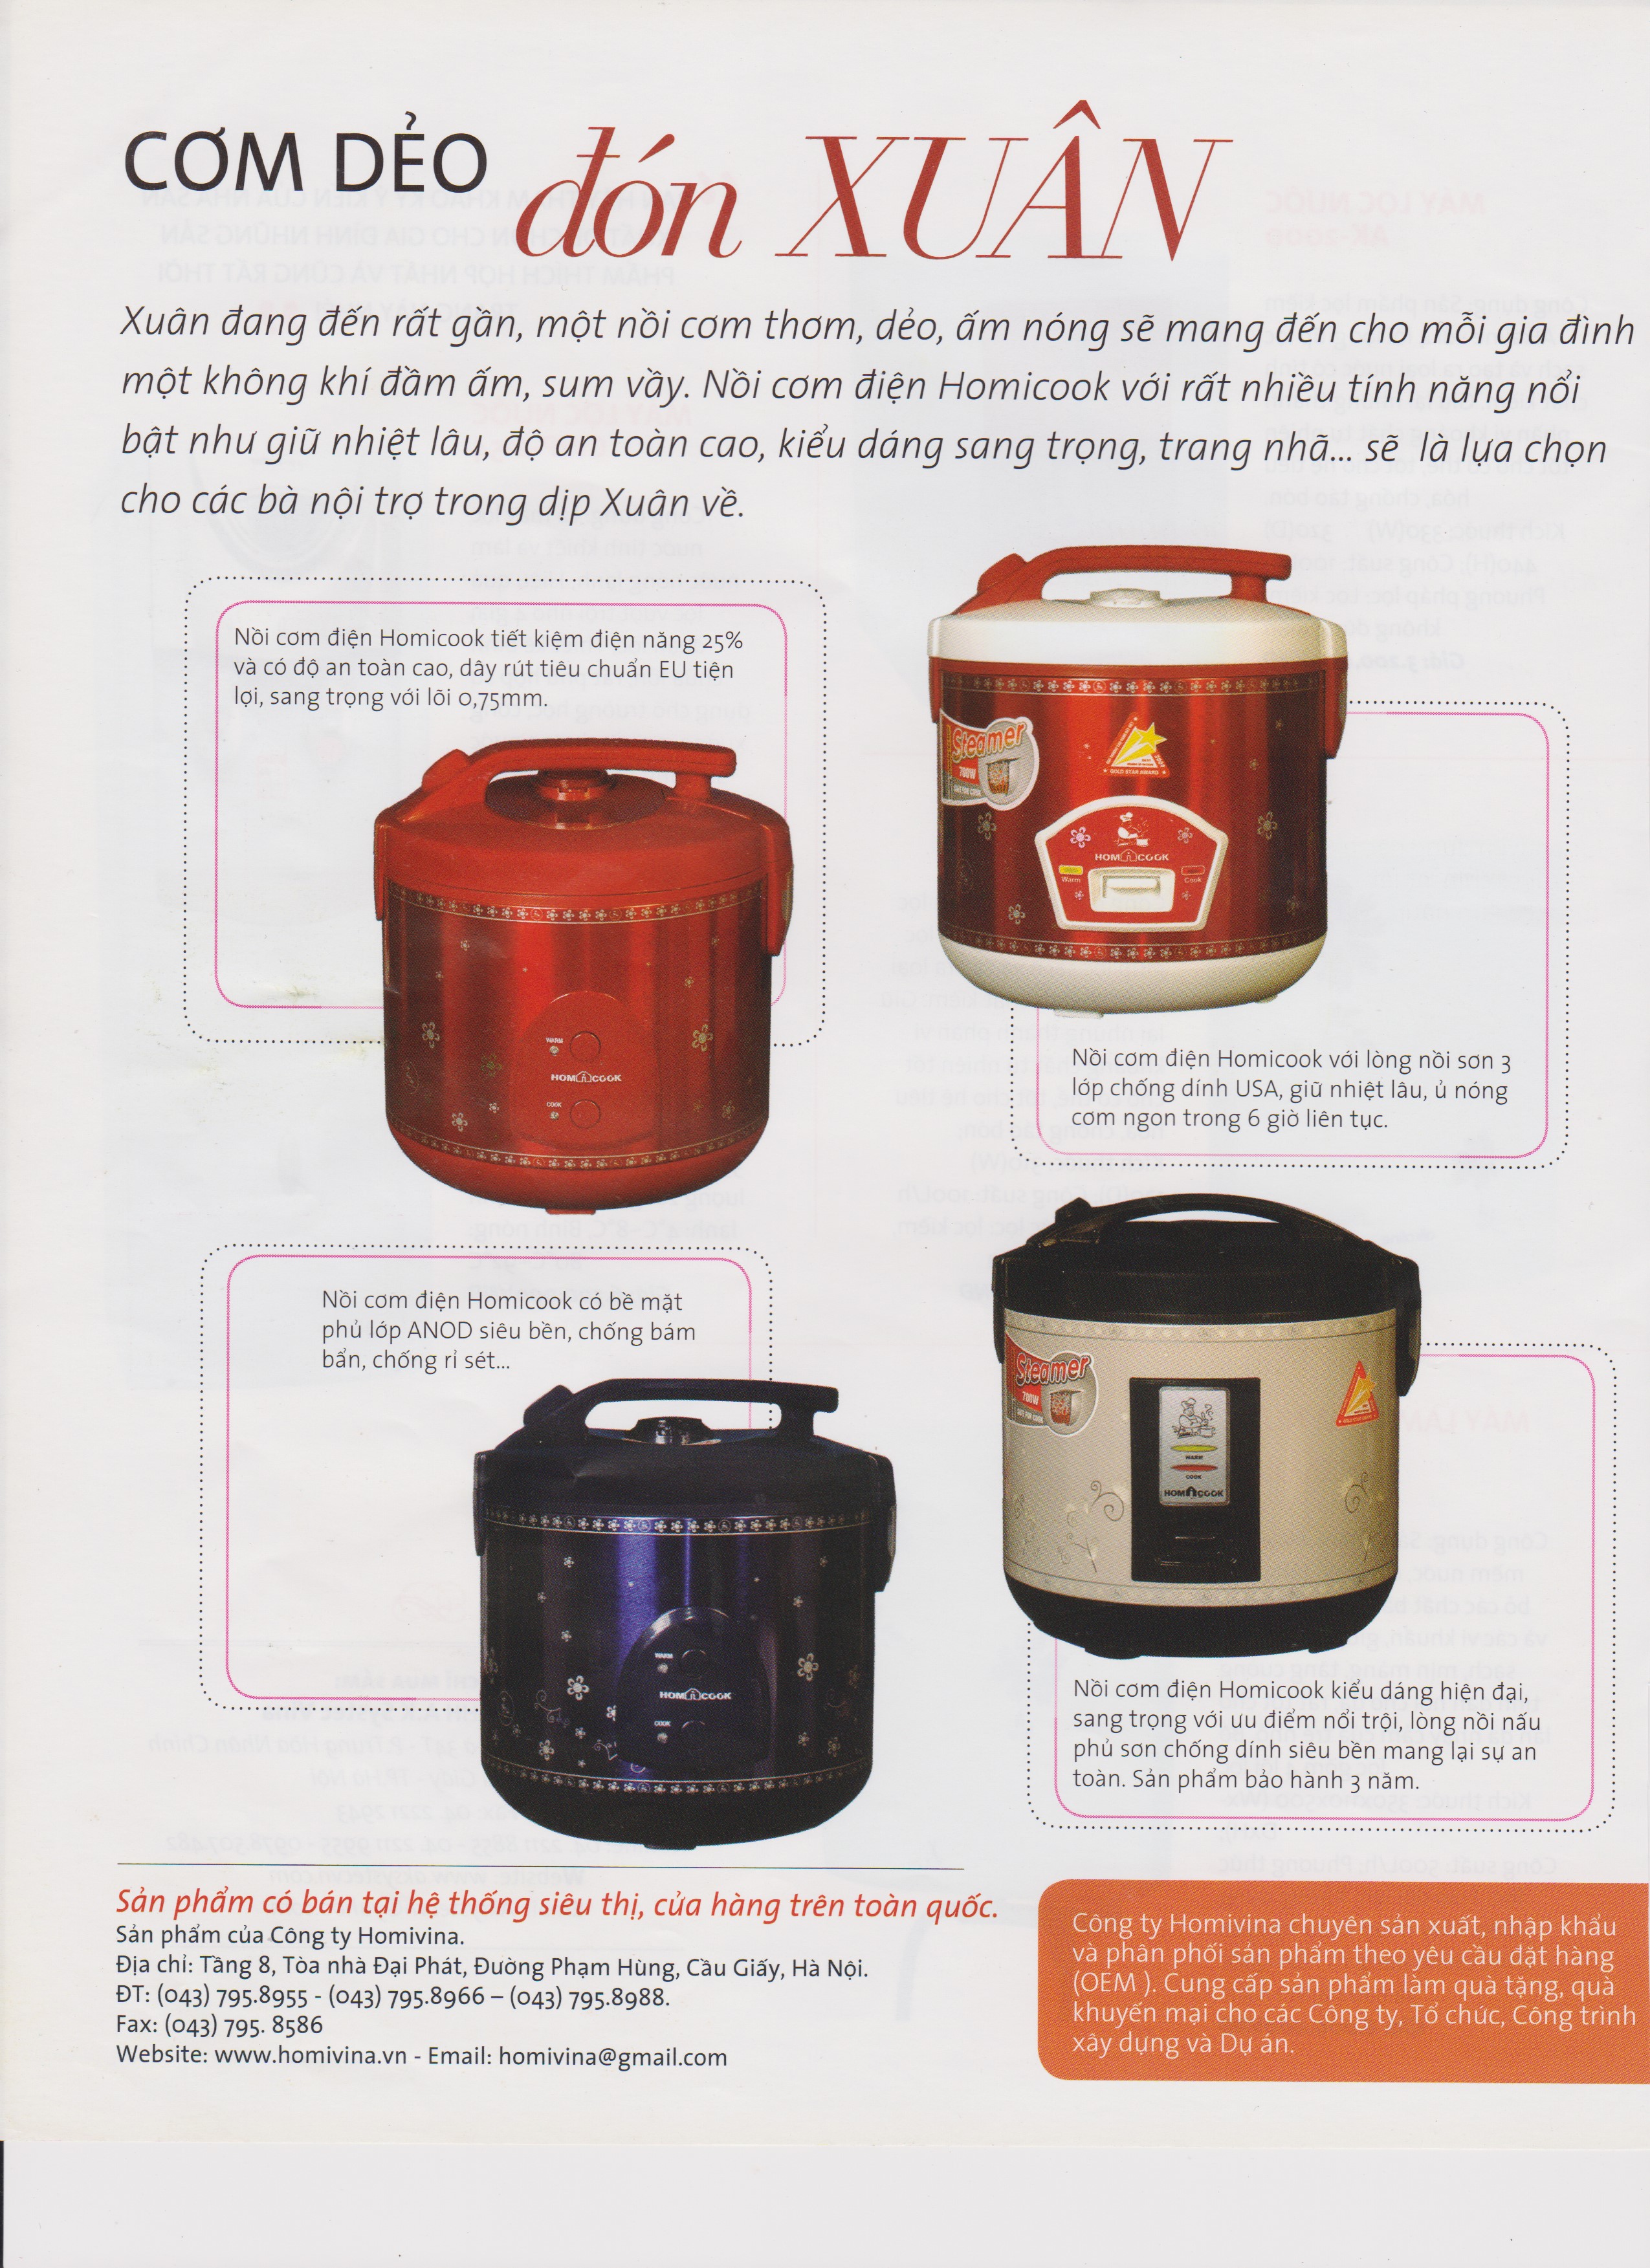 CƠM DẺO đón XUÂN
Xuân đang đến rất gần, một nồi cơm thơm, dẻo, ấm nóng sẽ mang đến cho mỗi gia đình
một không khí đầm ấm, sum vầy. Nồi cơm điện Homicook với rất nhiều tính năng nổi
bật như giữ nhiệt lâu, độ an toàn cao, kiểu dáng sang trọng, trang nhã... sẽ là lựa chọn
cho các bà nội trợ trong dịp Xuân về.
Nồi cơm điện Homicook tiết kiệm điện năng 25%
và có độ an toàn cao, dây rút tiêu chuẩn EU tiện
lợi, sang trọng với lõi 0,75mm.
WARM
HOMICOOK
COOK
Steamer
700W
SAFE FOR COOK
GOLD STAR AWARD
HOMICOOK
Warm
Cook
Nồi cơm điện Homicook với lòng nồi sơn 3
lớp chống dính USA, giữ nhiệt lâu, ủ nóng
cơm ngon trong 6 giờ liên tục.
Nồi cơm điện Homicook có bề mặt
phủ lớp ANOD siêu bền, chống bám
bẩn, chống rỉ sét...
WARM
HOMICOOK
COOK
Steamer
700W
SAFE FOR COOK
WARM
COOK
HOMICOOK
Nồi cơm điện Homicook kiểu dáng hiện đại,
sang trọng với ưu điểm nổi trội, lòng nồi nấu
phủ sơn chống dính siêu bền mang lại sự an
toàn. Sản phẩm bảo hành 3 năm.
Sản phẩm có bán tại hệ thống siêu thị, cửa hàng trên toàn quốc.
Sản phẩm của Công ty Homivina.
Địa chỉ: Tầng 8, Tòa nhà Đại Phát, Đường Phạm Hùng, Cầu Giấy, Hà Nội.
ĐT: (043) 795.8955 - (043) 795.8966 – (043) 795.8988.
Fax: (043) 795. 8586
Website: www.homivina.vn - Email: homivina@gmail.com
Công ty Homivina chuyên sản xuất, nhập khẩu
và phân phối sản phẩm theo yêu cầu đặt hàng
(OEM ). Cung cấp sản phẩm làm quà tặng, quà
khuyến mại cho các Công ty, Tổ chức, Công trình
xây dựng và Dự án.